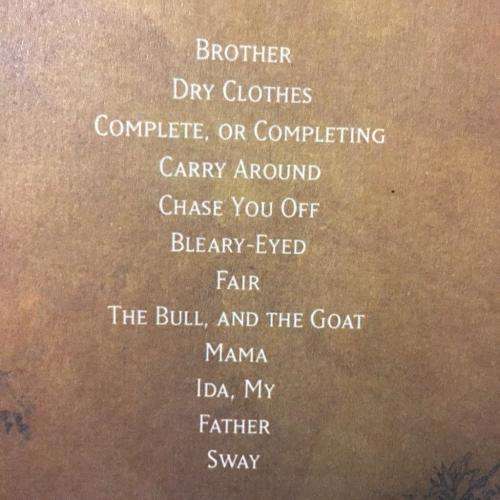 BROTHER
DRY CLOTHES
COMPLETE, OR COMPLETING
CARRY AROUND
CHASE YOU OFF
BLEARY-EYED
FAIR
THE BULL, AND THE GOAT
MAMA
IDA, MY
FATHER
SWAY